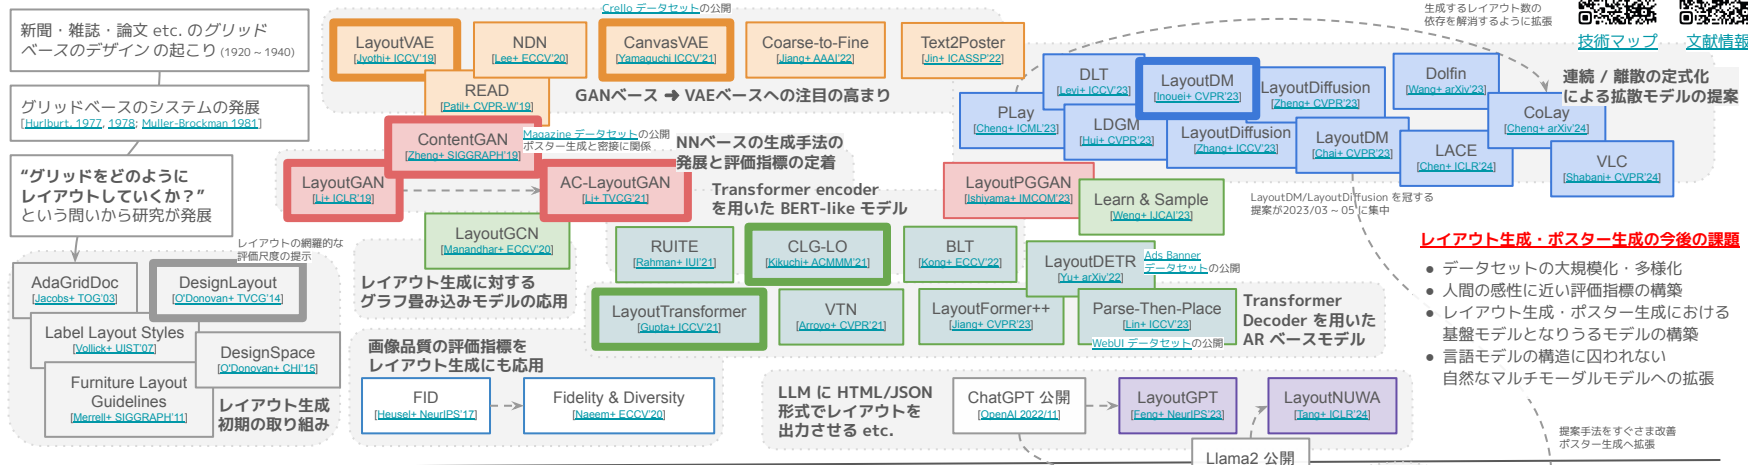 新聞・雑誌・論文 etc. のグリッド
ベースのデザイン の起こり (1920 ~ 1940)
グリッドベースのシステムの発展
[Hurlburt, 1977, 1978; Muller-Brockman 1981]
“グリッドをどのように
レイアウトしていくか？”
という問いから研究が発展
レイアウトの網羅的な
評価尺度の提示
AdaGridDoc
[Jacobs+ TOG'03]
DesignLayout
[O'Donovan+ TVCG'14]
Label Layout Styles
[Vollick+ UIST'07]
DesignSpace
[O'Donovan+ CHI'15]
Furniture Layout
Guidelines
[Merrell+ SIGGRAPH'11]
レイアウト生成
初期の取り組み
Crello データセットの公開
LayoutVAE
[Jyothi+ ICCV'19]
NDN
[Lee+ ECCV'20]
CanvasVAE
[Yamaguchi ICCV'21]
Coarse-to-Fine
[Jiang+ AAAI'22]
Text2Poster
[Jin+ ICASSP'22]
READ
[Patil+ CVPR-W'19]
GANベース ➔ VAEベースへの注目の高まり
ContentGAN
[Zheng+ SIGGRAPH'19]
Magazine データセットの公開
ポスター生成と密接に関係
NNベースの生成手法の
発展と評価指標の定着
LayoutGAN
[Li+ ICLR'19]
AC-LayoutGAN
[Li+ TVCG'21]
Transformer encoder
を用いた BERT-like モデル
LayoutGCN
[Manandhar+ ECCV'20]
レイアウト生成に対する
グラフ畳み込みモデルの応用
RUITE
[Rahman+ IUI'21]
CLG-LO
[Kikuchi+ ACMMM'21]
BLT
[Kong+ ECCV'22]
LayoutDETR
[Yu+ arXiv'22]
Ads Banner
データセットの公開
LayoutTransformer
[Gupta+ ICCV'21]
VTN
[Arroyo+ CVPR'21]
LayoutFormer++
[Jiang+ CVPR'23]
Parse-Then-Place
[Lin+ ICCV'23]
WebUI データセットの公開
Transformer
Decoder を用いた
AR ベースモデル
画像品質の評価指標を
レイアウト生成にも応用
FID
[Heusel+ NeurIPS'17]
Fidelity & Diversity
[Naeem+ ECCV'20]
LLM に HTML/JSON
形式でレイアウトを
出力させる etc.
ChatGPT 公開
[OpenAI 2022/11]
LayoutGPT
[Feng+ NeurIPS'23]
LayoutNUWA
[Tang+ ICLR'24]
Llama2 公開
生成するレイアウト数の
依存を解消するように拡張
技術マップ
文献情報
DLT
[Levi+ ICCV'23]
LayoutDM
[Inoue+ CVPR'23]
LayoutDiffusion
[Zheng+ CVPR'23]
Dolfin
[Wang+ arXiv'23]
連続 / 離散の定式化
による拡散モデルの提案
PLay
[Cheng+ ICML'23]
LDGM
[Hui+ CVPR'23]
LayoutDiffusion
[Zhang+ ICCV'23]
LayoutDM
[Chai+ CVPR'23]
CoLay
[Cheng+ arXiv'24]
LACE
[Chen+ ICLR'24]
VLC
[Shabani+ CVPR'24]
LayoutPGGAN
[Ishiyama+ IMCOM'23]
Learn & Sample
[Weng+ IJCAI'23]
LayoutDM/LayoutDiffusion を冠する
提案が2023/03 ~ 05 に集中
レイアウト生成・ポスター生成の今後の課題
● データセットの大規模化・多様化
● 人間の感性に近い評価指標の構築
● レイアウト生成・ポスター生成における
基盤モデルとなりうるモデルの構築
● 言語モデルの構造に囚われない
自然なマルチモーダルモデルへの拡張
提案手法をすぐさま改善
ポスター生成へ拡張